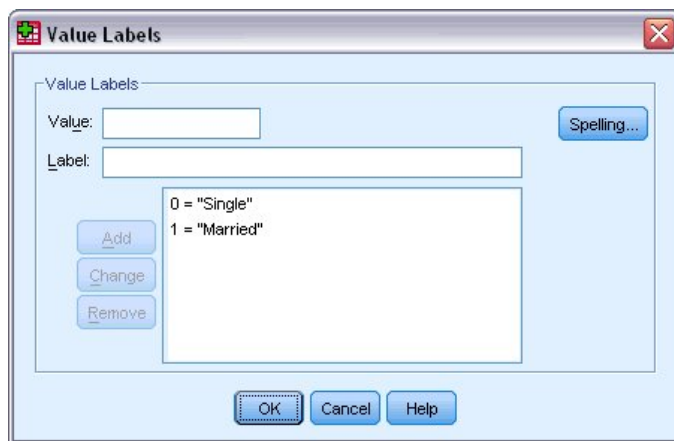 Value Labels
Value Labels
Value:
Spelling...
Label:
0 = "Single"
1 = "Married"
Add
Change
Remove
OK Cancel Help